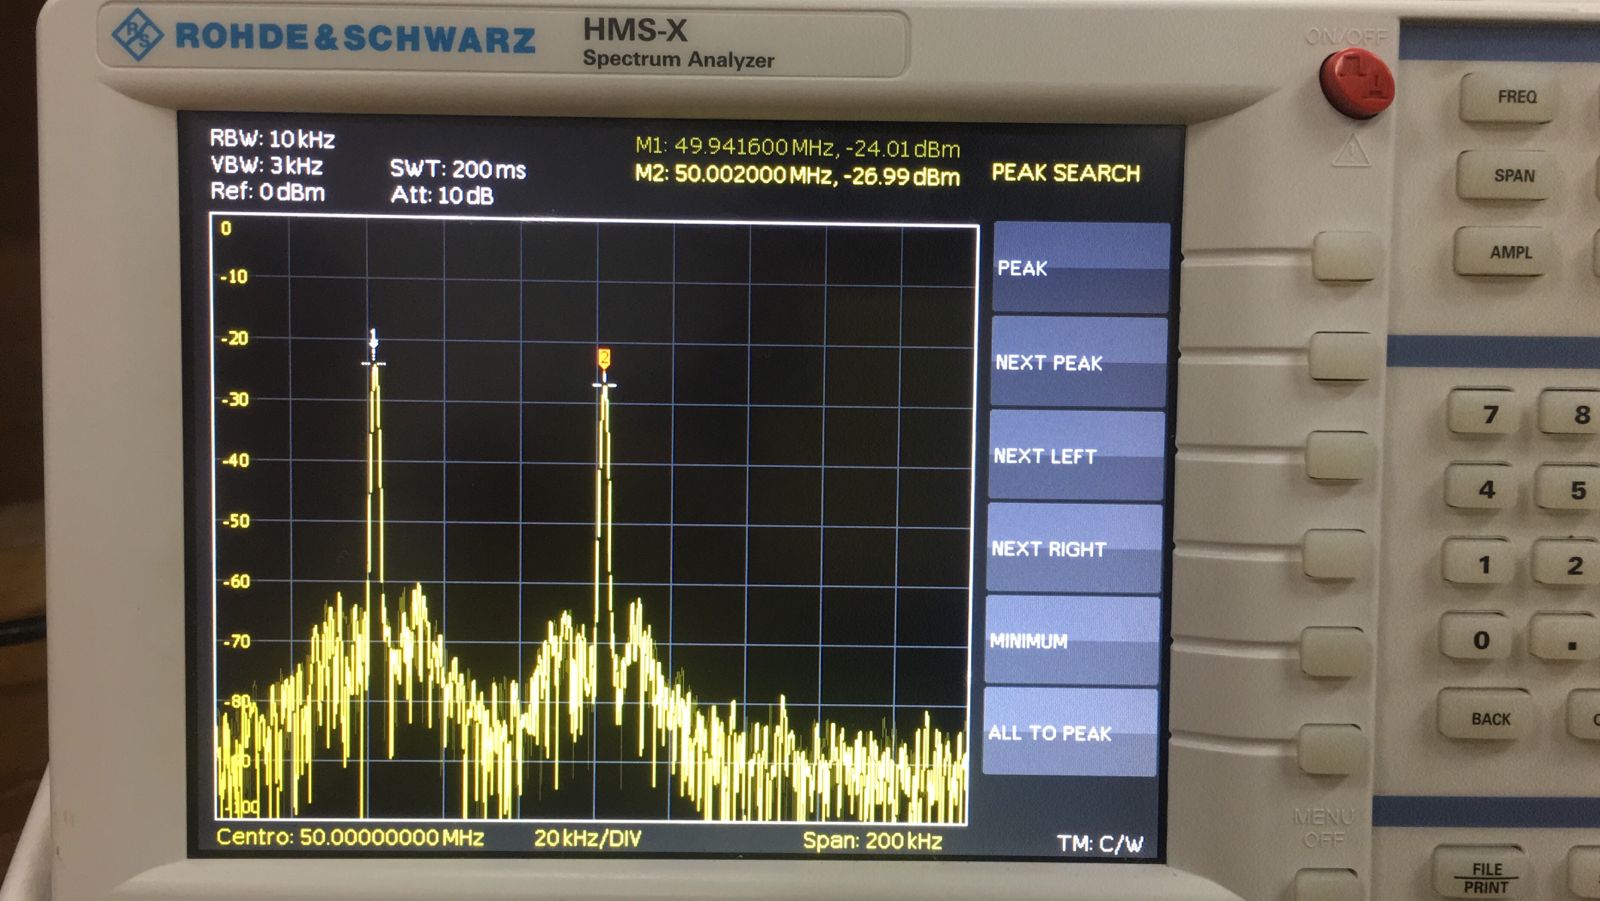 ROHDE&SCHWARZ
HMS-X
Spectrum Analyzer
ON/OFF
RBW: 10 kHz
VBW: 3 kHz
Ref: 0 dBm
SWT: 200 ms
Att: 10 dB
M1: 49.941600 MHz, -24.01 dBm
M2: 50.002000 MHz, -26.99 dBm
PEAK SEARCH
0
-10
-20
-30
-40
-50
-60
-70
-80
-100
1
2
PEAK
NEXT PEAK
NEXT LEFT
NEXT RIGHT
MINIMUM
ALL TO PEAK
Centro: 50.00000000 MHz
20 kHz/DIV
Span: 200 kHz
TM: C/W
FREQ
SPAN
AMPL
7 8
4 5
1 2
0 .
BACK
MENU
OFF
FILE
PRINT